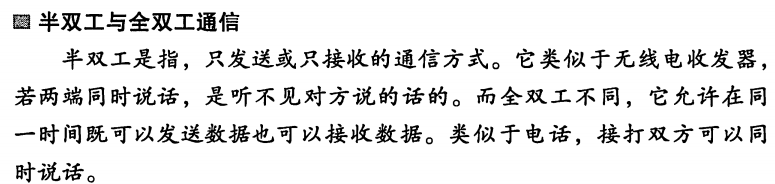 半双工与全双工通信
半双工是指，只发送或只接收的通信方式。它类似于无线电收发器，
若两端同时说话，是听不见对方说的话的。而全双工不同，它允许在同
一时间既可以发送数据也可以接收数据。类似于电话，接打双方可以同
时说话。